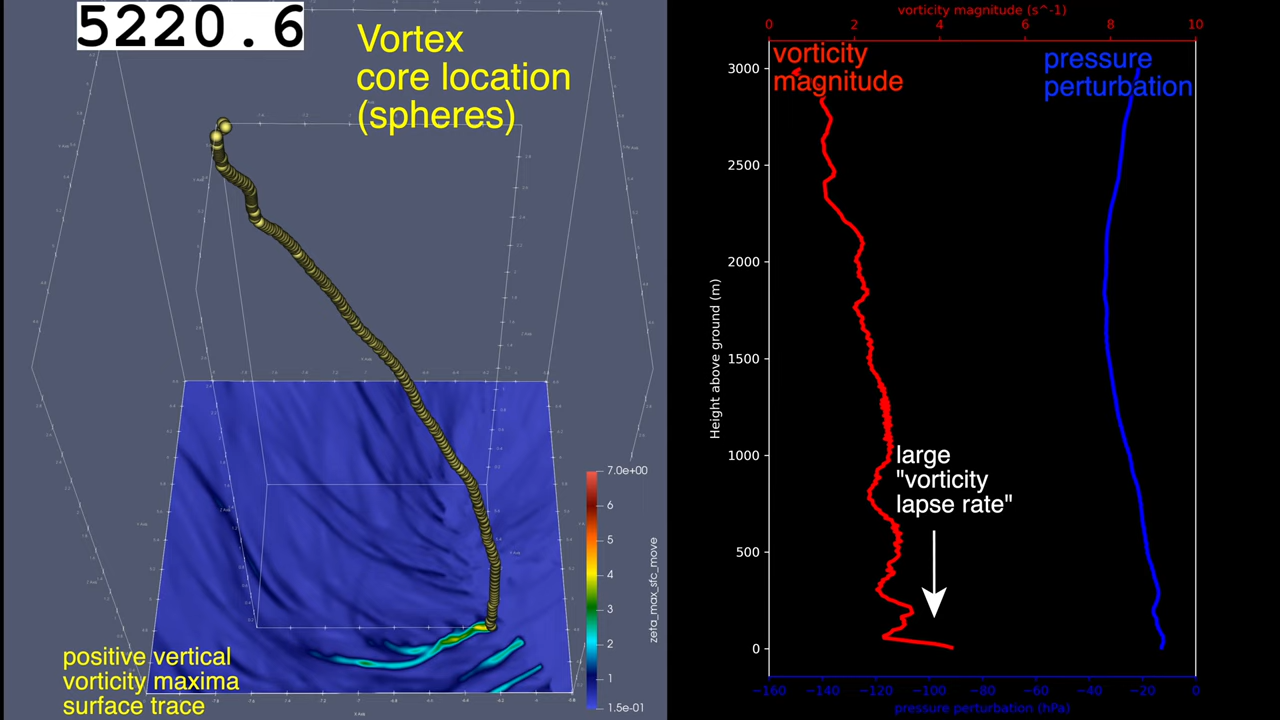 5220.6
Vortex
core location
(spheres)
positive vertical
vorticity maxima
surface trace
7.0e+00
6
5
4
3
2
1
1.5e-01
zeta_max_sfc_move
vorticity magnitude (s^-1)
0 2 4 6 8 10
vorticity
magnitude
pressure
perturbation
3000
2500
2000
1500
1000
500
0
Height above ground (m)
large
"vorticity
lapse rate"
−160 −140 −120 −100 −80 −60 −40 −20 0
pressure perturbation (hPa)